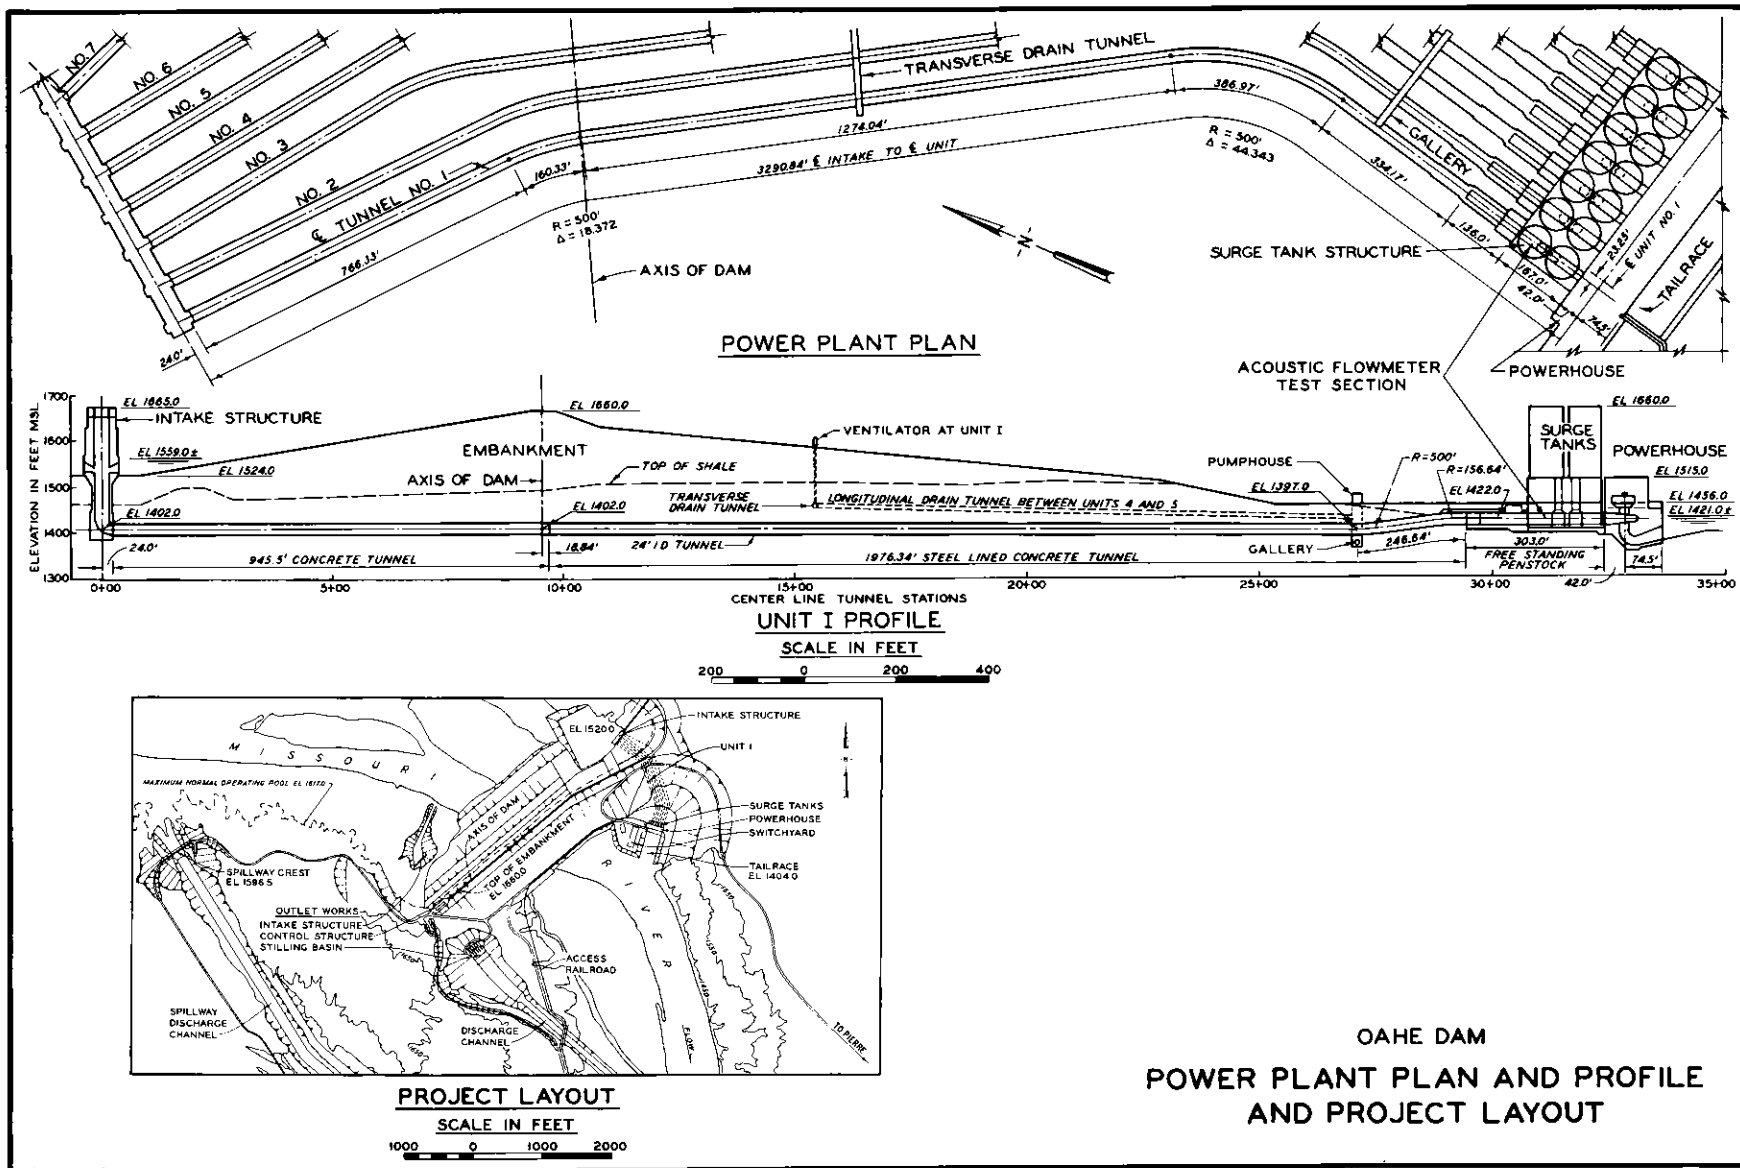 NO. 7
NO. 6
NO. 5
NO. 4
NO. 3
NO. 2
℄ TUNNEL NO. 1
TRANSVERSE DRAIN TUNNEL
386.97'
1274.04'
160.33'
3290.84' ℄ INTAKE TO ℄ UNIT
R = 500'
Δ = 44.343
GALLERY
334.17'
R = 500'
Δ = 18.372
766.33'
-N-
136.0'
SURGE TANK STRUCTURE
23.25'
℄ UNIT NO. 1
AXIS OF DAM
167.0'
42.0'
TAILRACE
74.5'
24.0'
POWER PLANT PLAN
ACOUSTIC FLOWMETER
TEST SECTION
POWERHOUSE
ELEVATION IN FEET MSL
1700
1600
1500
1400
1300
EL 1665.0
INTAKE STRUCTURE
EL 1559.0±
EL 1524.0
EL 1402.0
EL 1660.0
EMBANKMENT
AXIS OF DAM
TOP OF SHALE
VENTILATOR AT UNIT I
TRANSVERSE
DRAIN TUNNEL
LONGITUDINAL DRAIN TUNNEL BETWEEN UNITS 4 AND 5
EL 1402.0
PUMPHOUSE
EL 1397.0
R=500'
R=156.64'
EL 1422.0
EL 1660.0
SURGE
TANKS
POWERHOUSE
EL 1515.0
EL 1456.0
EL 1421.0±
24.0'
945.5' CONCRETE TUNNEL
18.84'
24' ID TUNNEL
1976.34' STEEL LINED CONCRETE TUNNEL
GALLERY
246.64'
303.0'
FREE STANDING
PENSTOCK
42.0'
74.5'
0+00
5+00
10+00
15+00
20+00
25+00
30+00
35+00
CENTER LINE TUNNEL STATIONS
UNIT I PROFILE
SCALE IN FEET
200 0 200 400
MISSOURI
MAXIMUM NORMAL OPERATING POOL EL 1617.0
EL 1520.0
INTAKE STRUCTURE
UNIT I
AXIS OF DAM
TOP OF EMBANKMENT
EL 1660.0
SURGE TANKS
POWERHOUSE
SWITCHYARD
TAILRACE
EL 1404.0
SPILLWAY CREST
EL 1596.5
OUTLET WORKS
INTAKE STRUCTURE
CONTROL STRUCTURE
STILLING BASIN
ACCESS
RAILROAD
RIVER
FLOW
1650
1550
1450
1650
1650
SPILLWAY
DISCHARGE
CHANNEL
DISCHARGE
CHANNEL
TO PIERRE
PROJECT LAYOUT
SCALE IN FEET
1000 0 1000 2000
OAHE DAM
POWER PLANT PLAN AND PROFILE
AND PROJECT LAYOUT